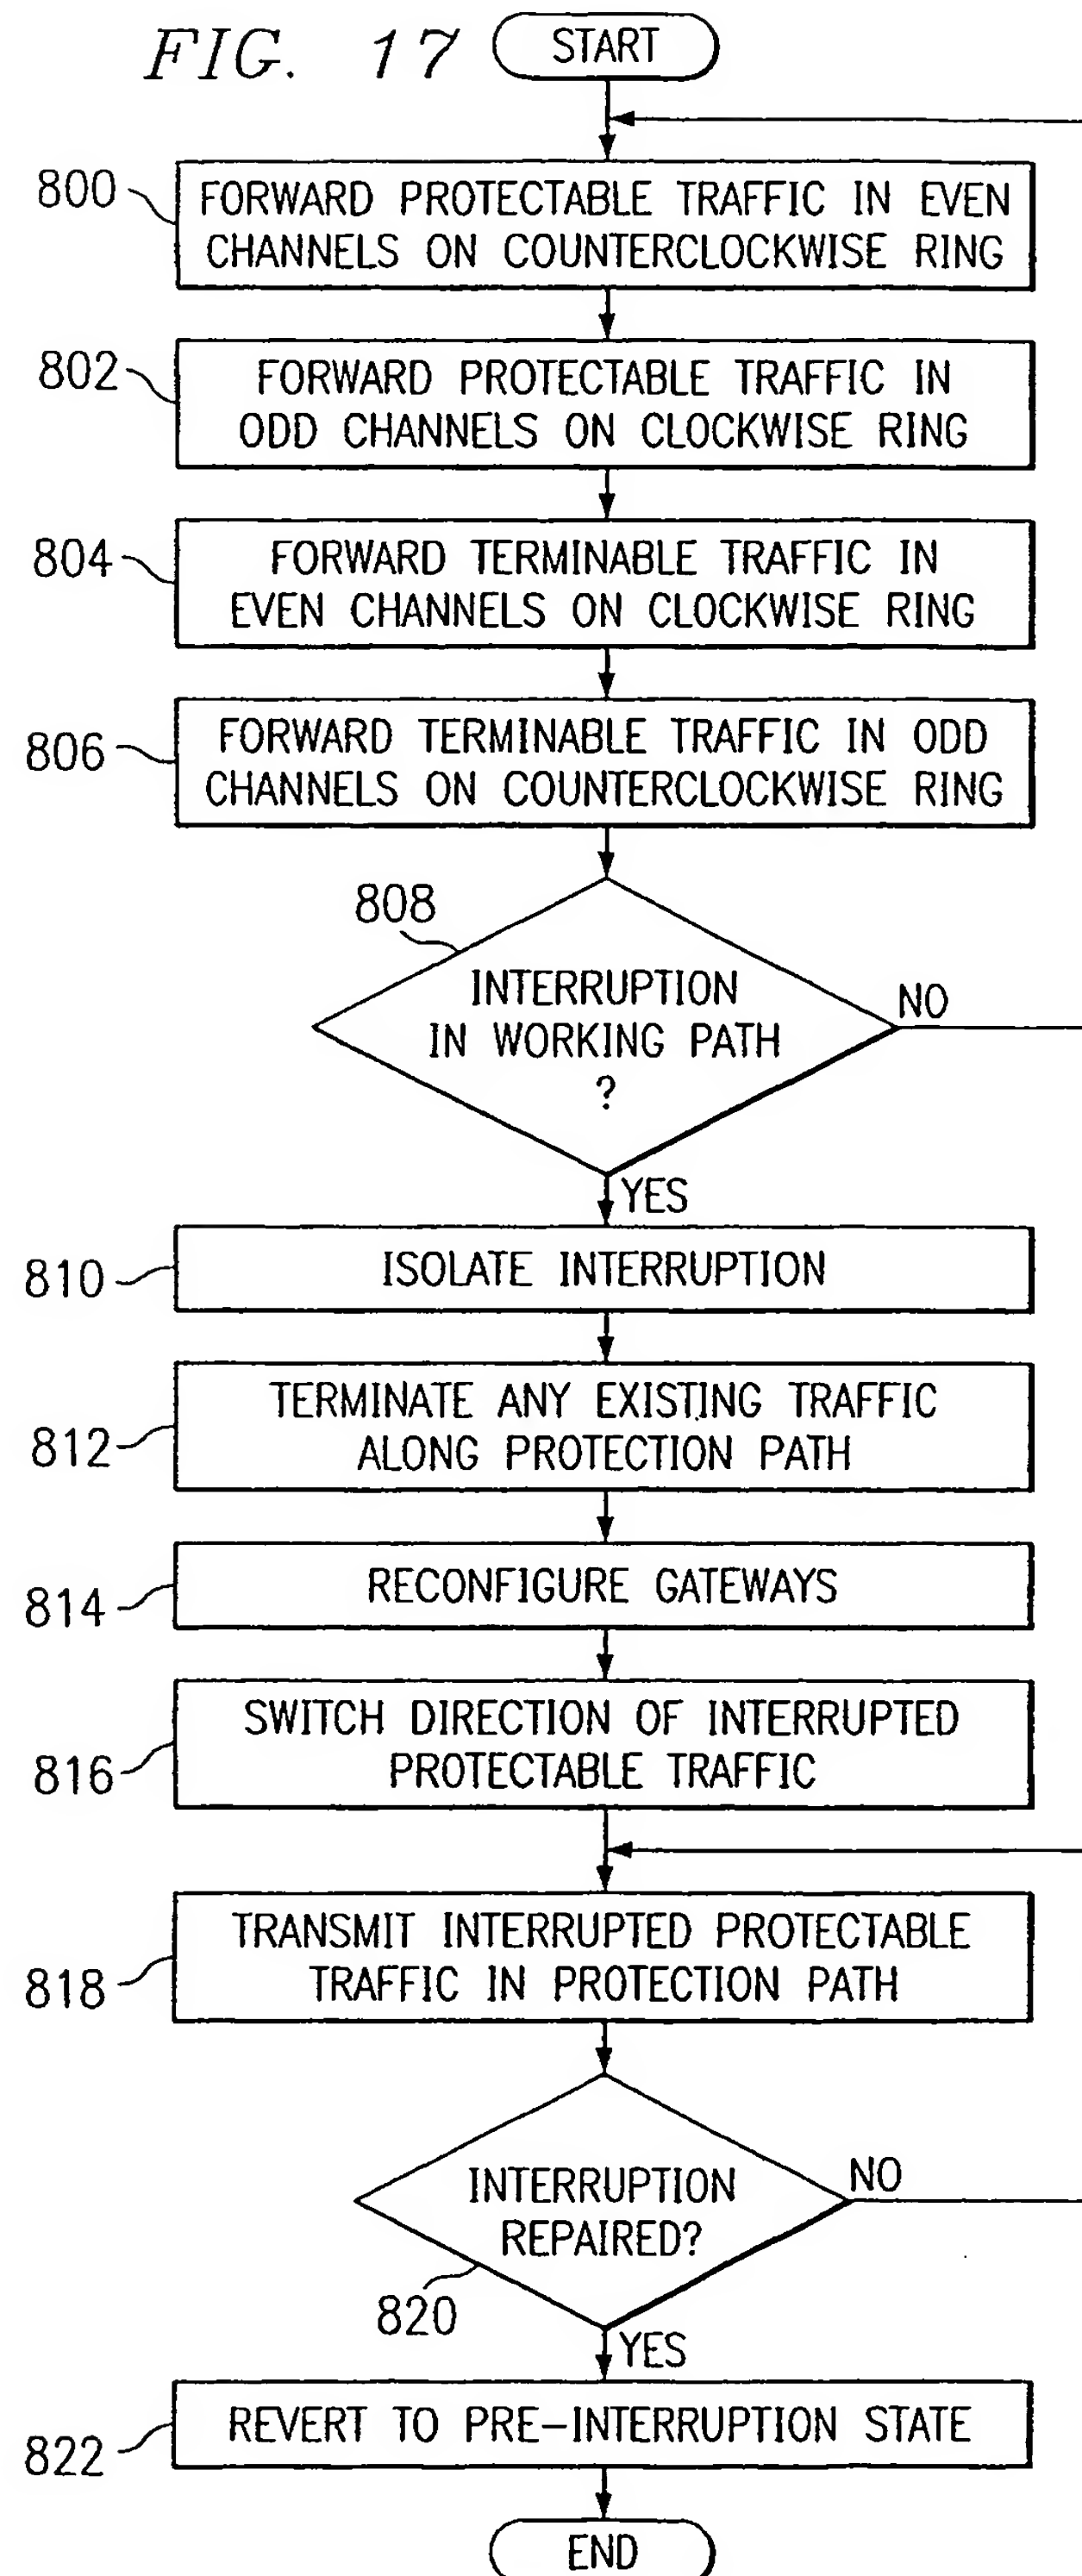 FIG. 17
START
800
FORWARD PROTECTABLE TRAFFIC IN EVEN
CHANNELS ON COUNTERCLOCKWISE RING
802
FORWARD PROTECTABLE TRAFFIC IN
ODD CHANNELS ON CLOCKWISE RING
804
FORWARD TERMINABLE TRAFFIC IN
EVEN CHANNELS ON CLOCKWISE RING
806
FORWARD TERMINABLE TRAFFIC IN ODD
CHANNELS ON COUNTERCLOCKWISE RING
808
INTERRUPTION
IN WORKING PATH
?
NO
YES
810
ISOLATE INTERRUPTION
812
TERMINATE ANY EXISTING TRAFFIC
ALONG PROTECTION PATH
814
RECONFIGURE GATEWAYS
816
SWITCH DIRECTION OF INTERRUPTED
PROTECTABLE TRAFFIC
818
TRANSMIT INTERRUPTED PROTECTABLE
TRAFFIC IN PROTECTION PATH
INTERRUPTION
REPAIRED?
NO
820
YES
822
REVERT TO PRE-INTERRUPTION STATE
END